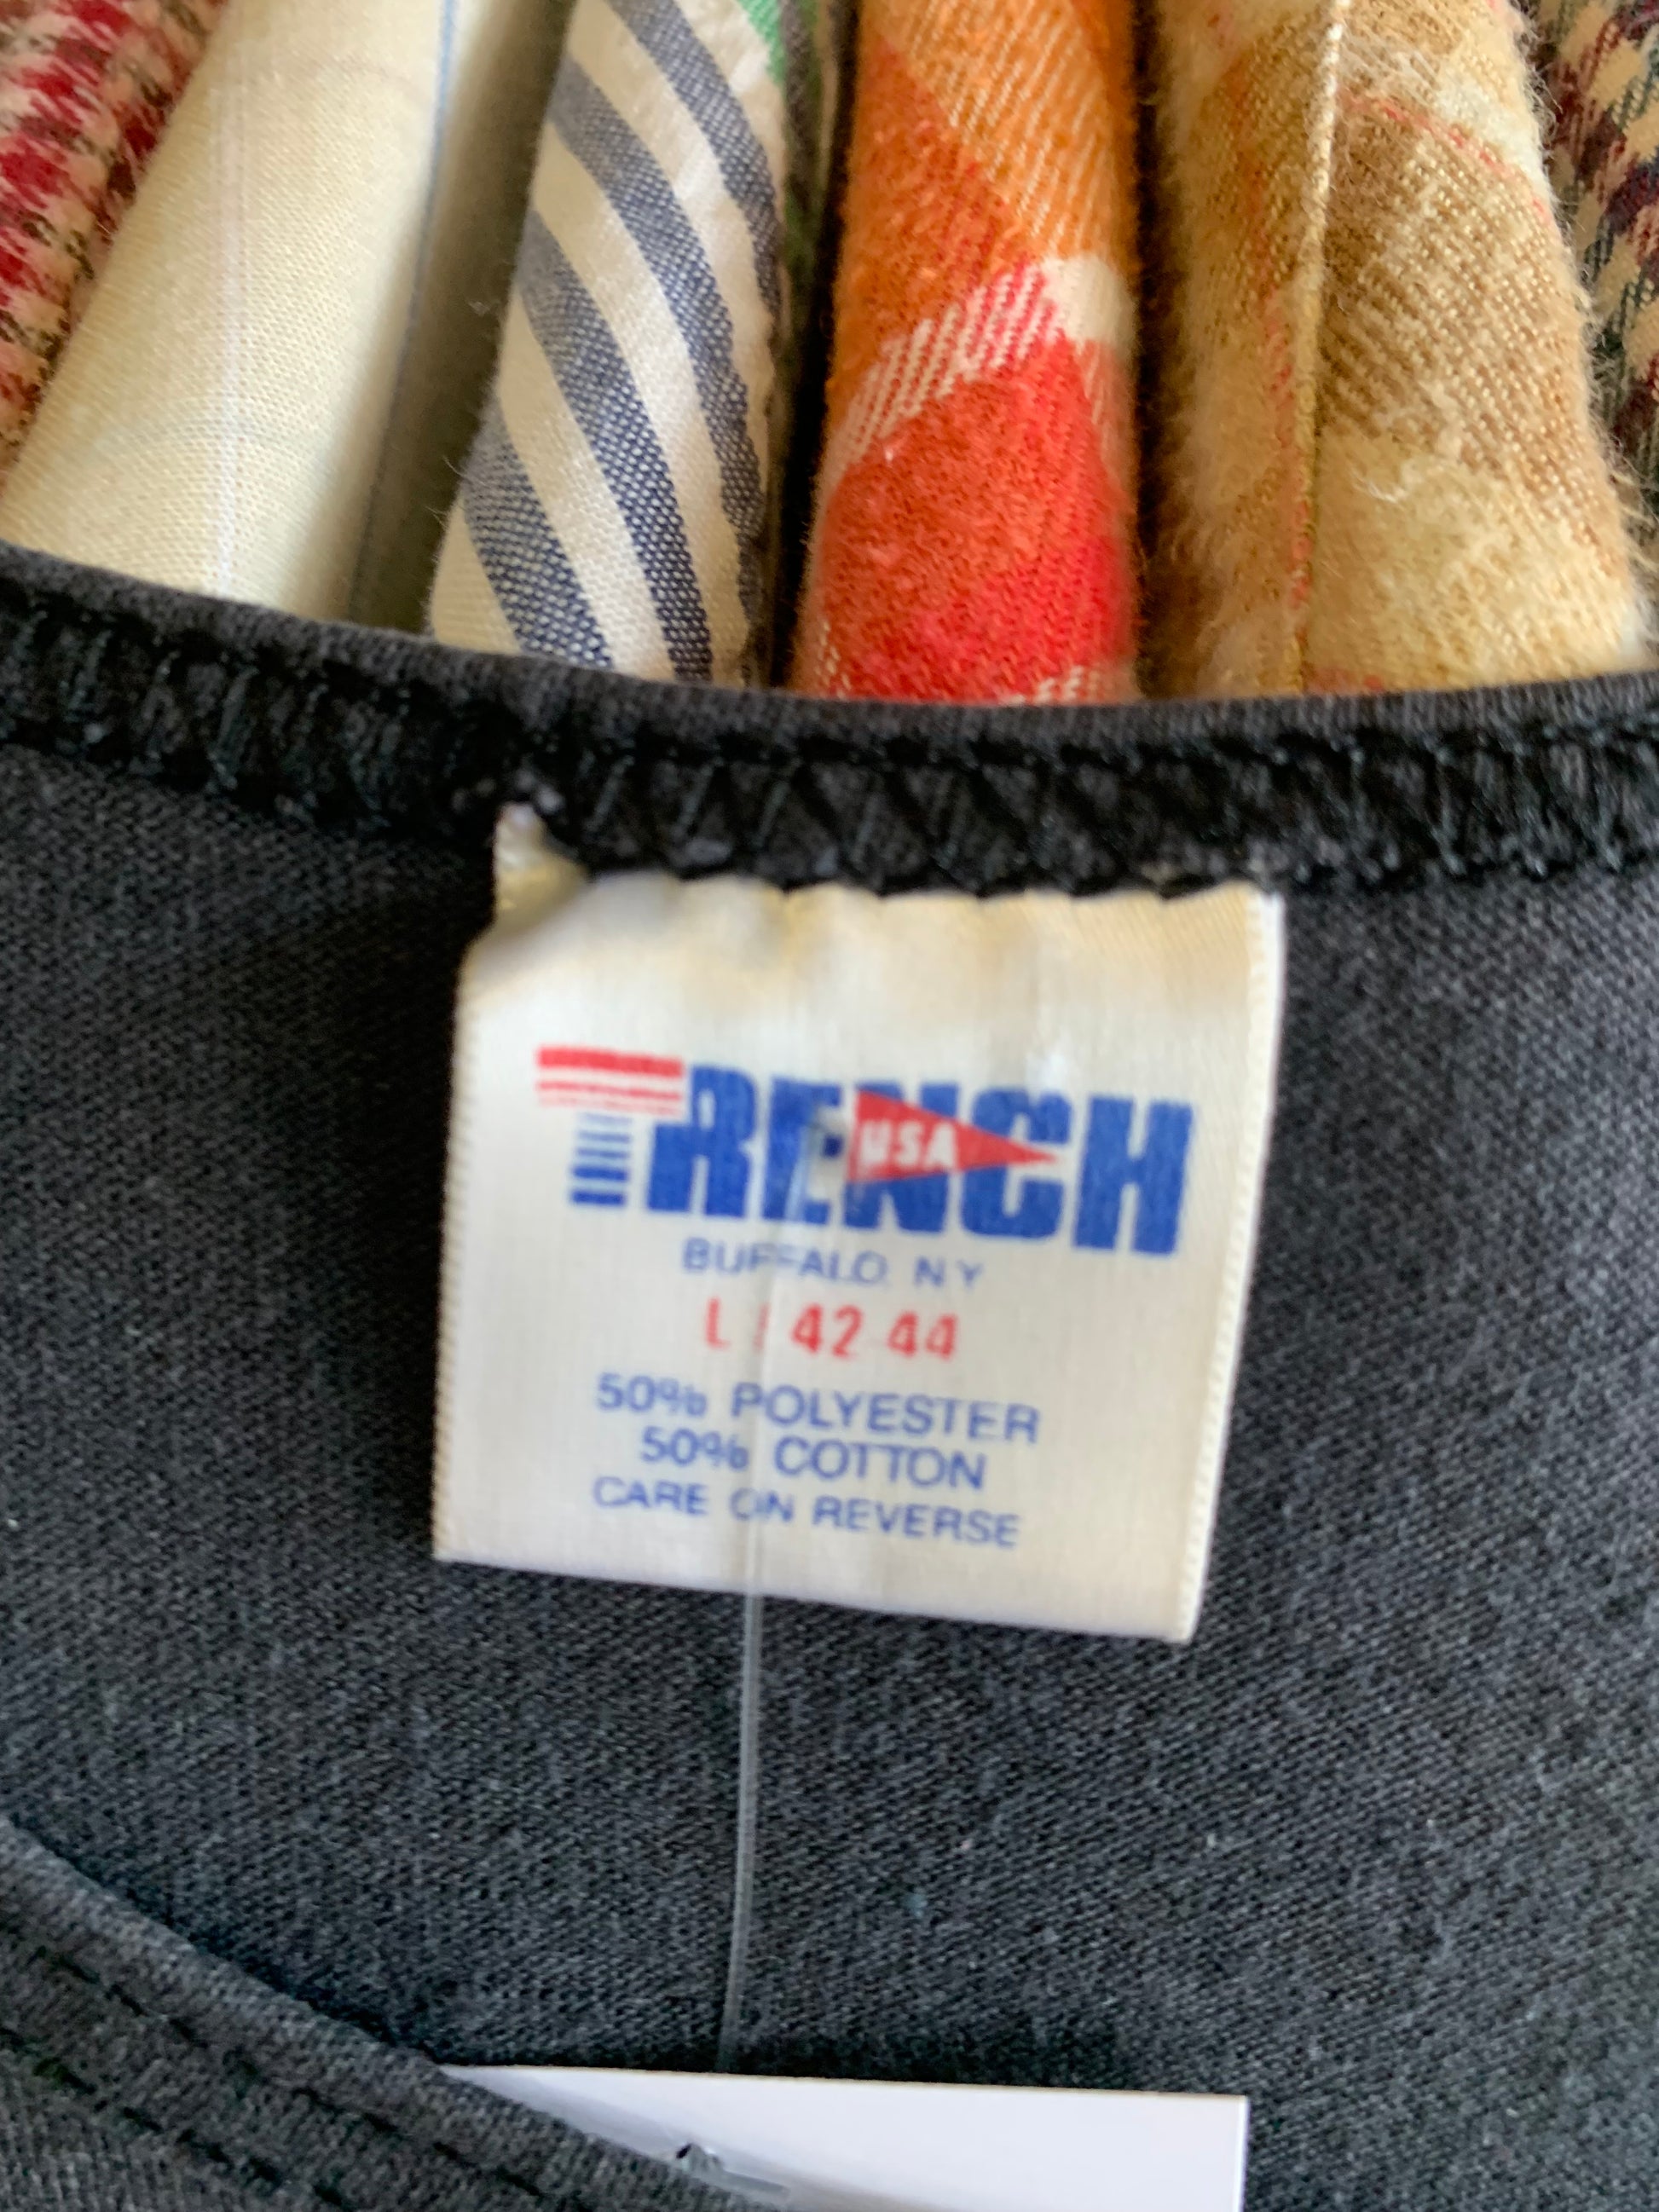 TRENCH
USA
BUFFALO NY
L 42 44
50% POLYESTER
50% COTTON
CARE ON REVERSE